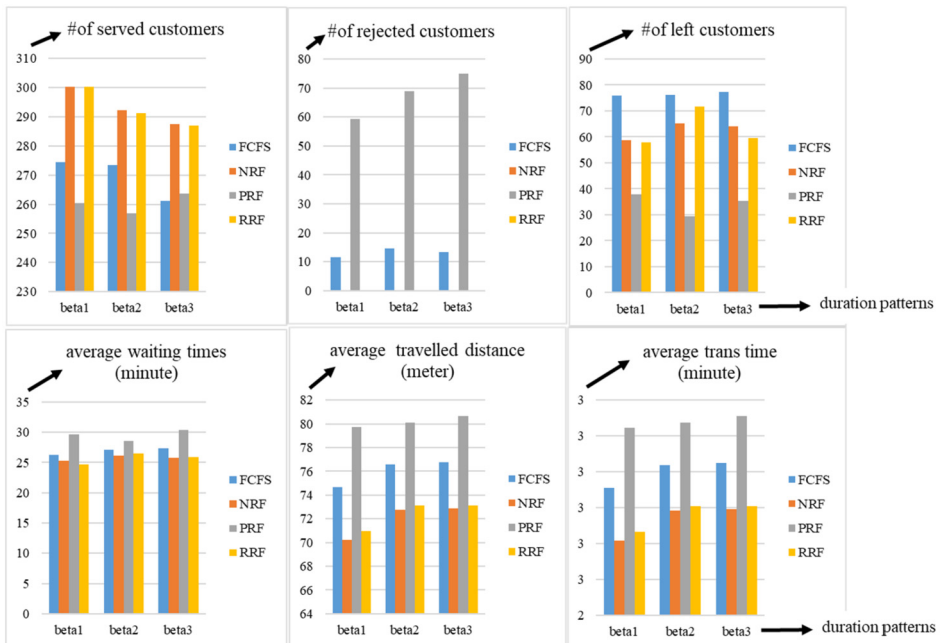 #of served customers
310
300
290
280
270
260
250
240
230
beta1 beta2 beta3
FCFS
NRF
PRF
RRF
#of rejected customers
80
70
60
50
40
30
20
10
0
beta1 beta2 beta3
FCFS
NRF
PRF
RRF
#of left customers
90
80
70
60
50
40
30
20
10
0
beta1 beta2 beta3
FCFS
NRF
PRF
RRF
duration patterns
average waiting times
(minute)
35
30
25
20
15
10
5
0
beta1 beta2 beta3
FCFS
NRF
PRF
RRF
average travelled distance
(meter)
82
80
78
76
74
72
70
68
66
64
beta1 beta2 beta3
FCFS
NRF
PRF
RRF
average trans time
(minute)
3
3
3
3
3
3
2
beta1 beta2 beta3
FCFS
NRF
PRF
RRF
duration patterns